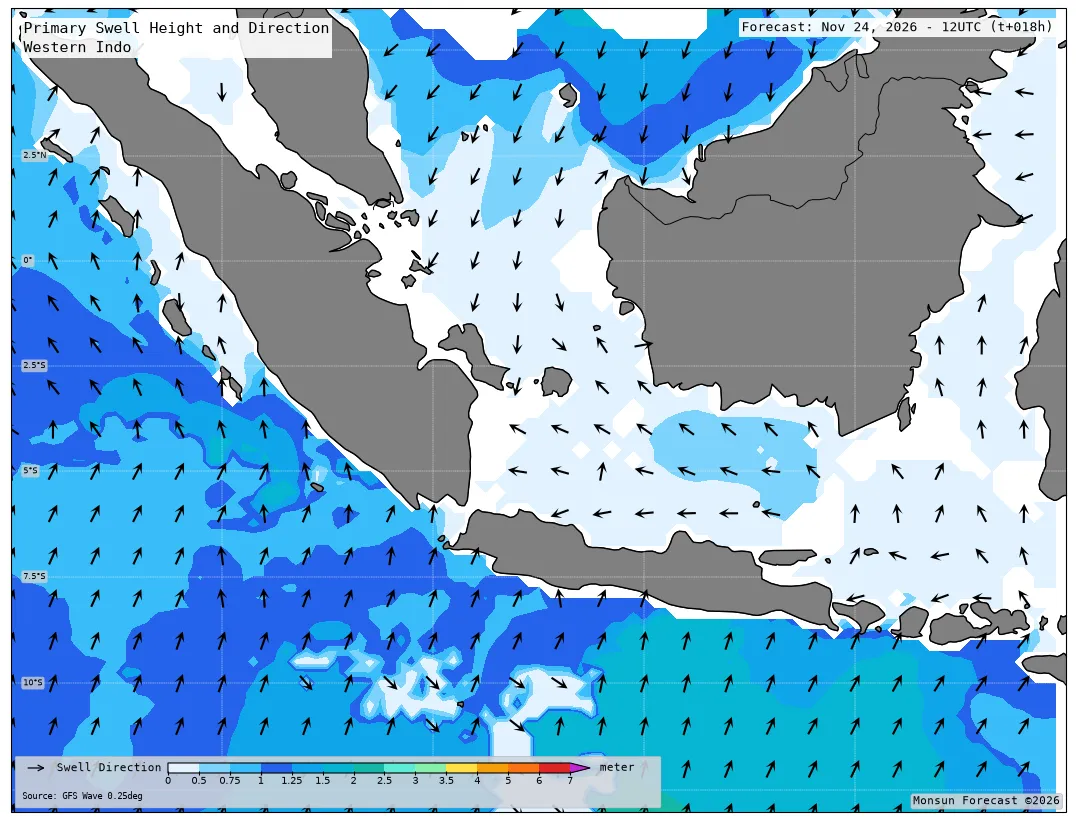 Primary Swell Height and Direction
Western Indo
Forecast: Nov 24, 2026 - 12UTC (t+018h)
2.5°N
0°
2.5°S
5°S
7.5°S
10°S
Swell Direction
meter
0 0.5 0.75 1 1.25 1.5 2 2.5 3 3.5 4 5 6 7
Source: GFS Wave 0.25deg
Monsun Forecast ©2026